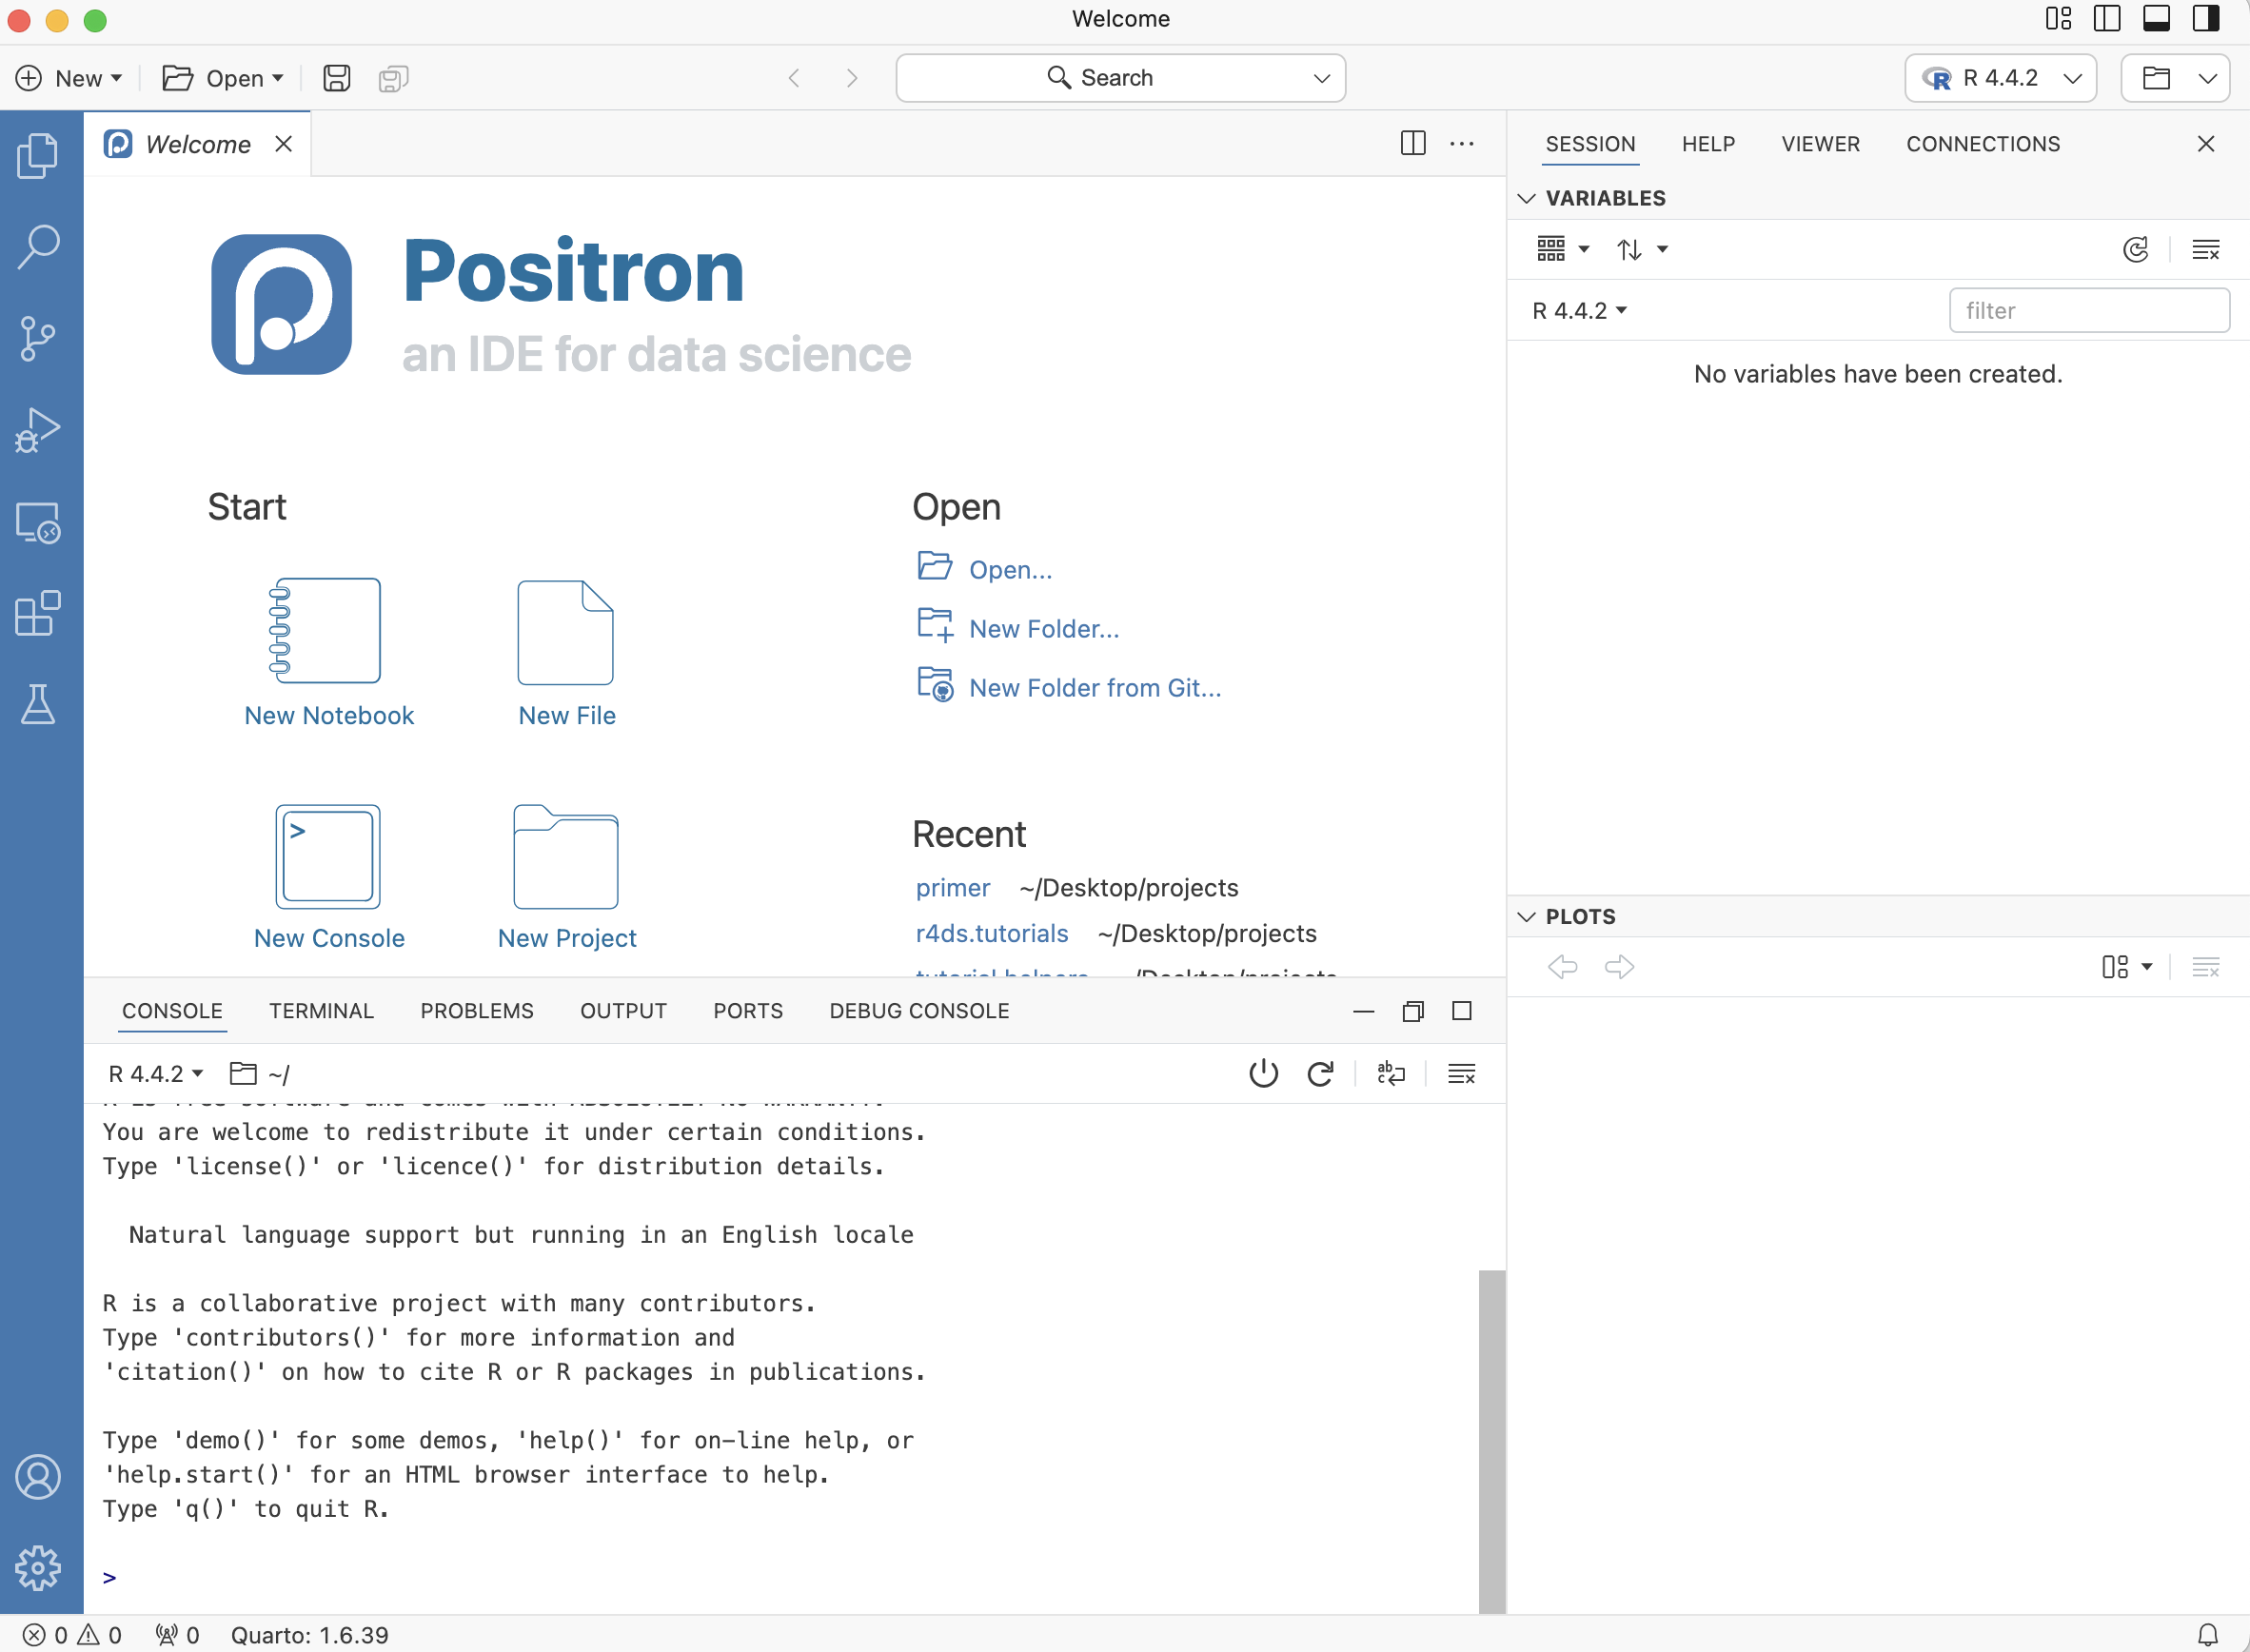 Welcome
New
Open
Search
R 4.4.2
Welcome
SESSION
HELP
VIEWER
CONNECTIONS
VARIABLES
R 4.4.2
filter
No variables have been created.
Positron
an IDE for data science
Start
New Notebook
New File
New Console
New Project
Open
Open...
New Folder...
New Folder from Git...
Recent
primer ~/Desktop/projects
r4ds.tutorials ~/Desktop/projects
PLOTS
CONSOLE
TERMINAL
PROBLEMS
OUTPUT
PORTS
DEBUG CONSOLE
R 4.4.2
~/
You are welcome to redistribute it under certain conditions.
Type 'license()' or 'licence()' for distribution details.
Natural language support but running in an English locale
R is a collaborative project with many contributors.
Type 'contributors()' for more information and
'citation()' on how to cite R or R packages in publications.
Type 'demo()' for some demos, 'help()' for on-line help, or
'help.start()' for an HTML browser interface to help.
Type 'q()' to quit R.
>
0 0 0 Quarto: 1.6.39